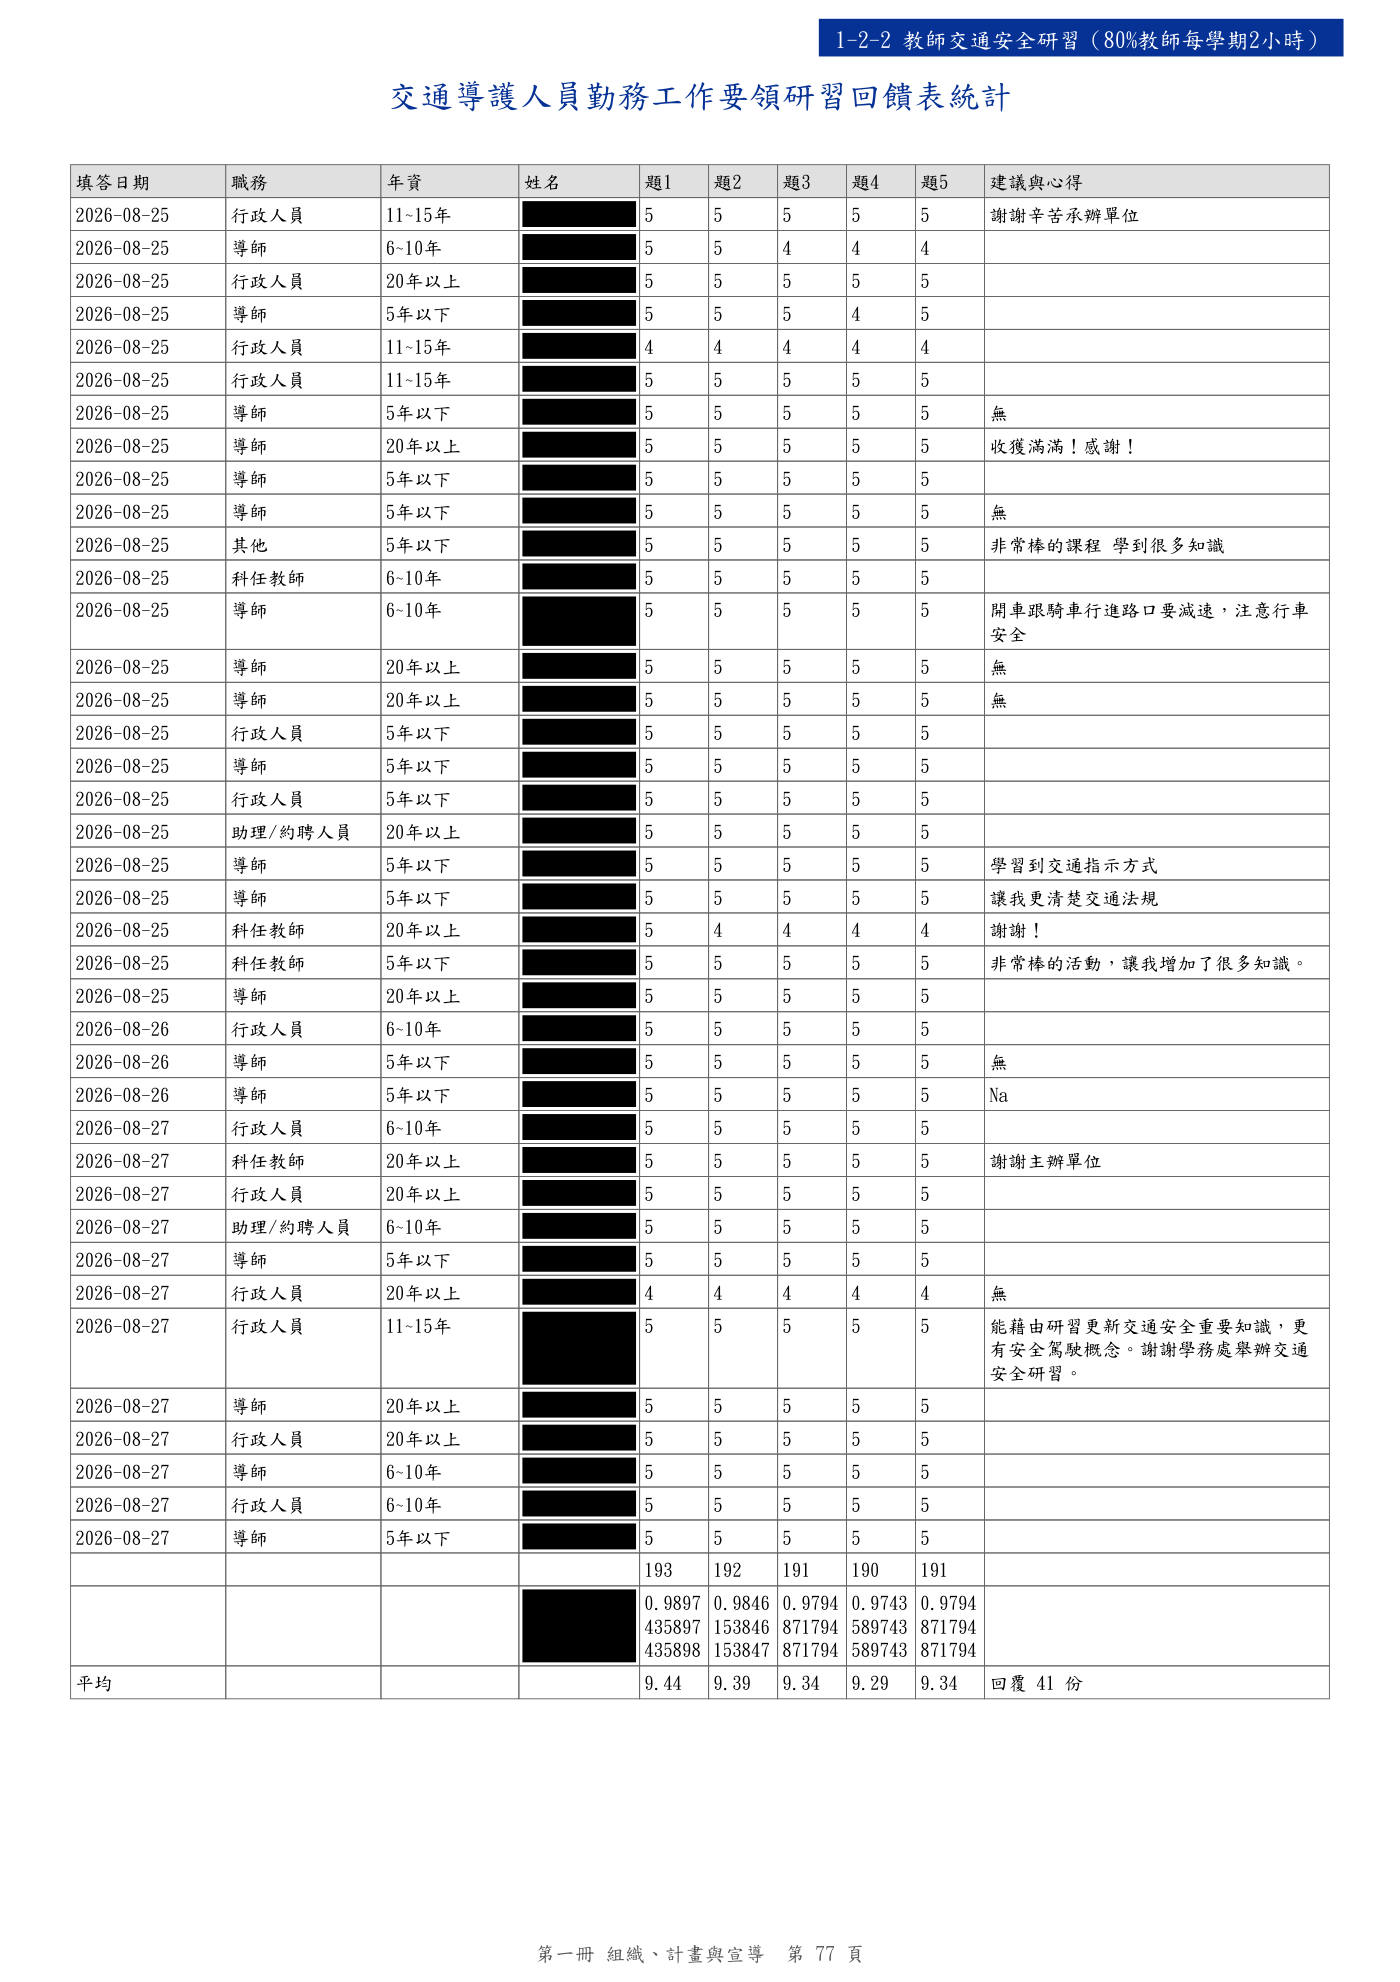 1-2-2 教師交通安全研習（80%教師每學期2小時）
交通導護人員勤務工作要領研習回饋表統計
填答日期 職務 年資 姓名 題1 題2 題3 題4 題5 建議與心得
2026-08-25 行政人員 11~15年 5 5 5 5 5 謝謝辛苦承辦單位
2026-08-25 導師 6~10年 5 5 4 4 4
2026-08-25 行政人員 20年以上 5 5 5 5 5
2026-08-25 導師 5年以下 5 5 5 4 5
2026-08-25 行政人員 11~15年 4 4 4 4 4
2026-08-25 行政人員 11~15年 5 5 5 5 5
2026-08-25 導師 5年以下 5 5 5 5 5 無
2026-08-25 導師 20年以上 5 5 5 5 5 收獲滿滿！感謝！
2026-08-25 導師 5年以下 5 5 5 5 5
2026-08-25 導師 5年以下 5 5 5 5 5 無
2026-08-25 其他 5年以下 5 5 5 5 5 非常棒的課程 學到很多知識
2026-08-25 科任教師 6~10年 5 5 5 5 5
2026-08-25 導師 6~10年 5 5 5 5 5 開車跟騎車行進路口要減速，注意行車
安全
2026-08-25 導師 20年以上 5 5 5 5 5 無
2026-08-25 導師 20年以上 5 5 5 5 5 無
2026-08-25 行政人員 5年以下 5 5 5 5 5
2026-08-25 導師 5年以下 5 5 5 5 5
2026-08-25 行政人員 5年以下 5 5 5 5 5
2026-08-25 助理/約聘人員 20年以上 5 5 5 5 5
2026-08-25 導師 5年以下 5 5 5 5 5 學習到交通指示方式
2026-08-25 導師 5年以下 5 5 5 5 5 讓我更清楚交通法規
2026-08-25 科任教師 20年以上 5 4 4 4 4 謝謝！
2026-08-25 科任教師 5年以下 5 5 5 5 5 非常棒的活動，讓我增加了很多知識。
2026-08-25 導師 20年以上 5 5 5 5 5
2026-08-26 行政人員 6~10年 5 5 5 5 5
2026-08-26 導師 5年以下 5 5 5 5 5 無
2026-08-26 導師 5年以下 5 5 5 5 5 Na
2026-08-27 行政人員 6~10年 5 5 5 5 5
2026-08-27 科任教師 20年以上 5 5 5 5 5 謝謝主辦單位
2026-08-27 行政人員 20年以上 5 5 5 5 5
2026-08-27 助理/約聘人員 6~10年 5 5 5 5 5
2026-08-27 導師 5年以下 5 5 5 5 5
2026-08-27 行政人員 20年以上 4 4 4 4 4 無
2026-08-27 行政人員 11~15年 5 5 5 5 5 能藉由研習更新交通安全重要知識，更
有安全駕駛概念。謝謝學務處舉辦交通
安全研習。
2026-08-27 導師 20年以上 5 5 5 5 5
2026-08-27 行政人員 20年以上 5 5 5 5 5
2026-08-27 導師 6~10年 5 5 5 5 5
2026-08-27 行政人員 6~10年 5 5 5 5 5
2026-08-27 導師 5年以下 5 5 5 5 5
193 192 191 190 191
0.9897 0.9846 0.9794 0.9743 0.9794
435897 153846 871794 589743 871794
435898 153847 871794 589743 871794
平均 9.44 9.39 9.34 9.29 9.34 回覆 41 份
第一冊 組織、計畫與宣導 第 77 頁